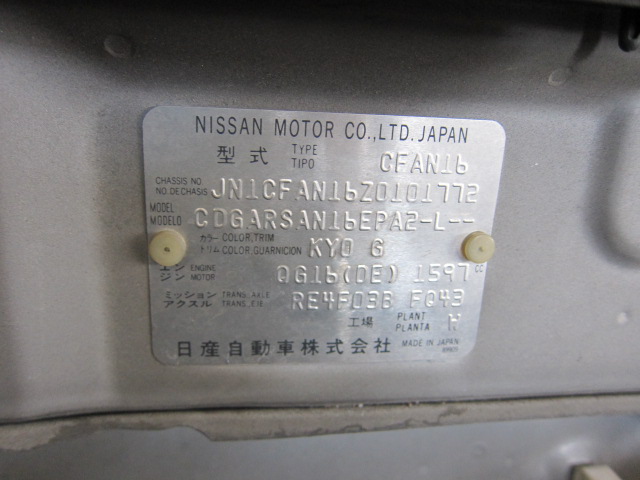 NISSAN MOTOR CO.,LTD. JAPAN
型式 TYPE TIPO CFAN16
CHASSIS NO. NO. DE CHASIS JN1CFAN16Z0101772
MODEL MODELO CDGARSAN16EPA2-L--
カラー COLOR,TRIM トリム COLOR,GUARNICION KY0 G
エンジン ENGINE MOTOR QG16(DE) 1597 CC
ミッション アクスル TRANS,AXLE TRANS,EJE RE4F03B FQ43
工場 PLANT PLANTA W
日産自動車株式会社 MADE IN JAPAN